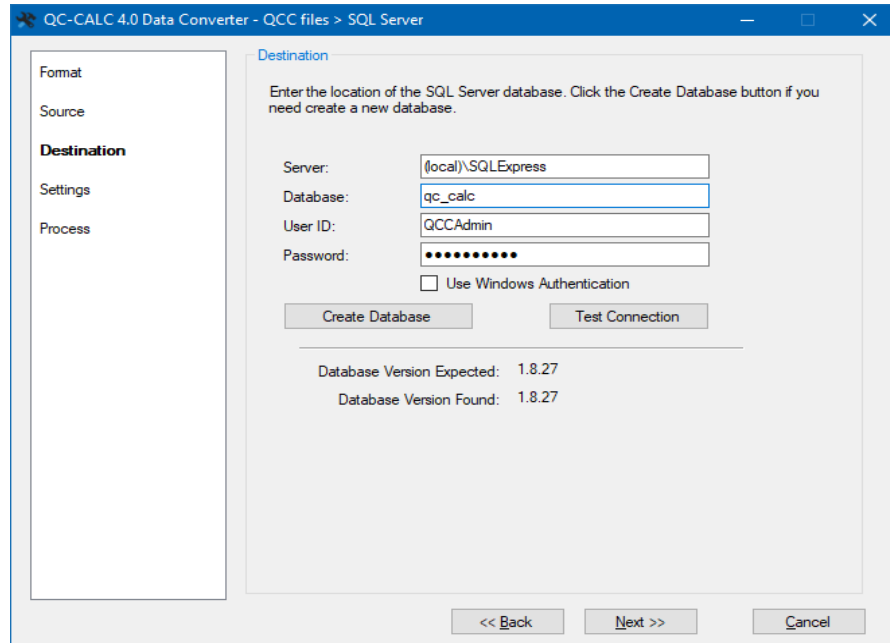 QC-CALC 4.0 Data Converter - QCC files > SQL Server
Format
Source
Destination
Settings
Process
Destination
Enter the location of the SQL Server database. Click the Create Database button if you
need create a new database.
Server: (local)\SQLExpress
Database: qc_calc
User ID: QCCAdmin
Password: ●●●●●●●●●●
Use Windows Authentication
Create Database Test Connection
Database Version Expected: 1.8.27
Database Version Found: 1.8.27
<< Back Next >> Cancel